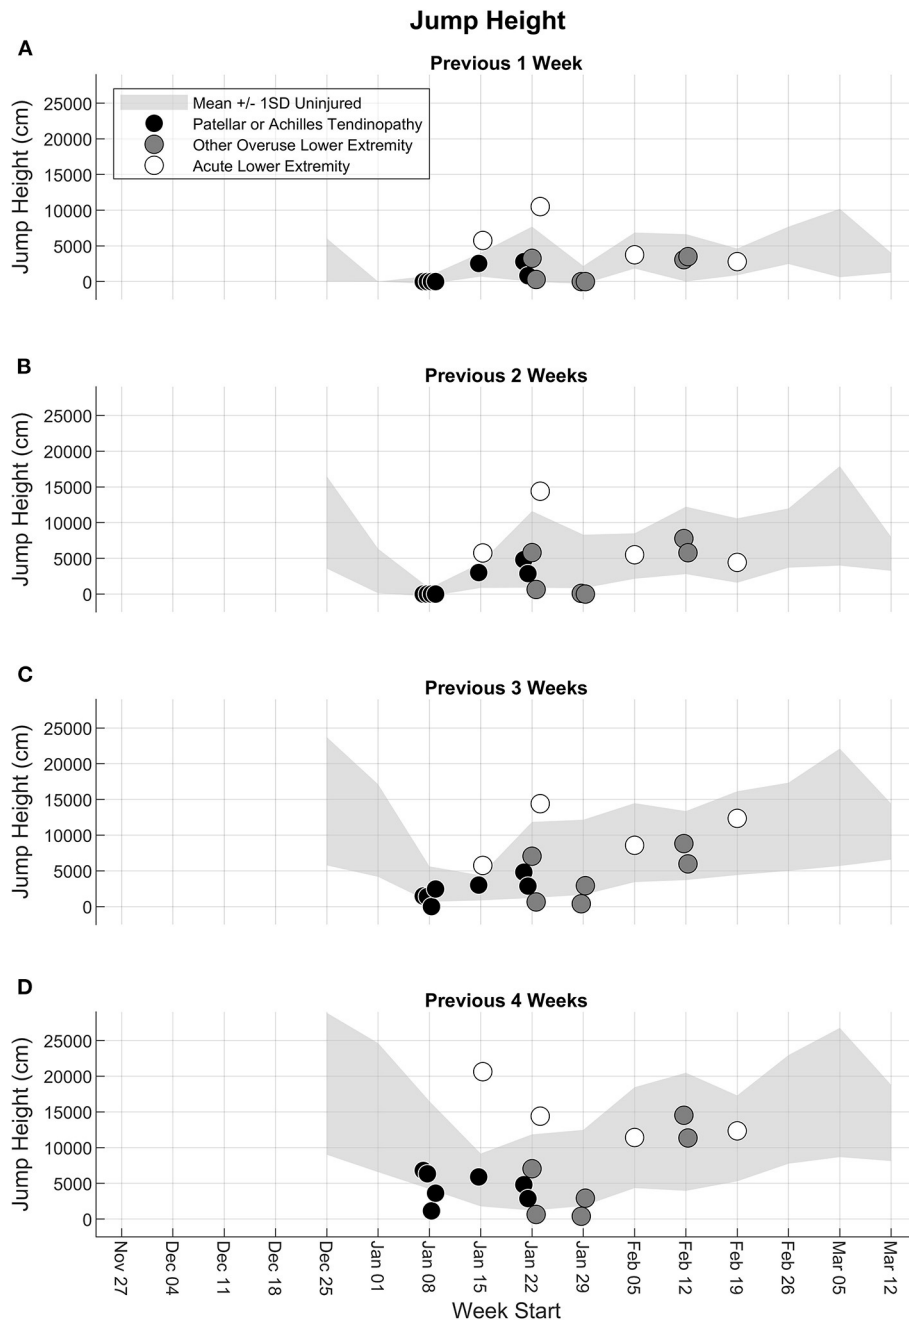 Jump Height
A
Previous 1 Week
Jump Height (cm)
25000
20000
15000
10000
5000
0
Mean +/- 1SD Uninjured
Patellar or Achilles Tendinopathy
Other Overuse Lower Extremity
Acute Lower Extremity
B
Previous 2 Weeks
Jump Height (cm)
25000
20000
15000
10000
5000
0
C
Previous 3 Weeks
Jump Height (cm)
25000
20000
15000
10000
5000
0
D
Previous 4 Weeks
Jump Height (cm)
25000
20000
15000
10000
5000
0
Nov 27
Dec 04
Dec 11
Dec 18
Dec 25
Jan 01
Jan 08
Jan 15
Jan 22
Jan 29
Feb 05
Feb 12
Feb 19
Feb 26
Mar 05
Mar 12
Week Start